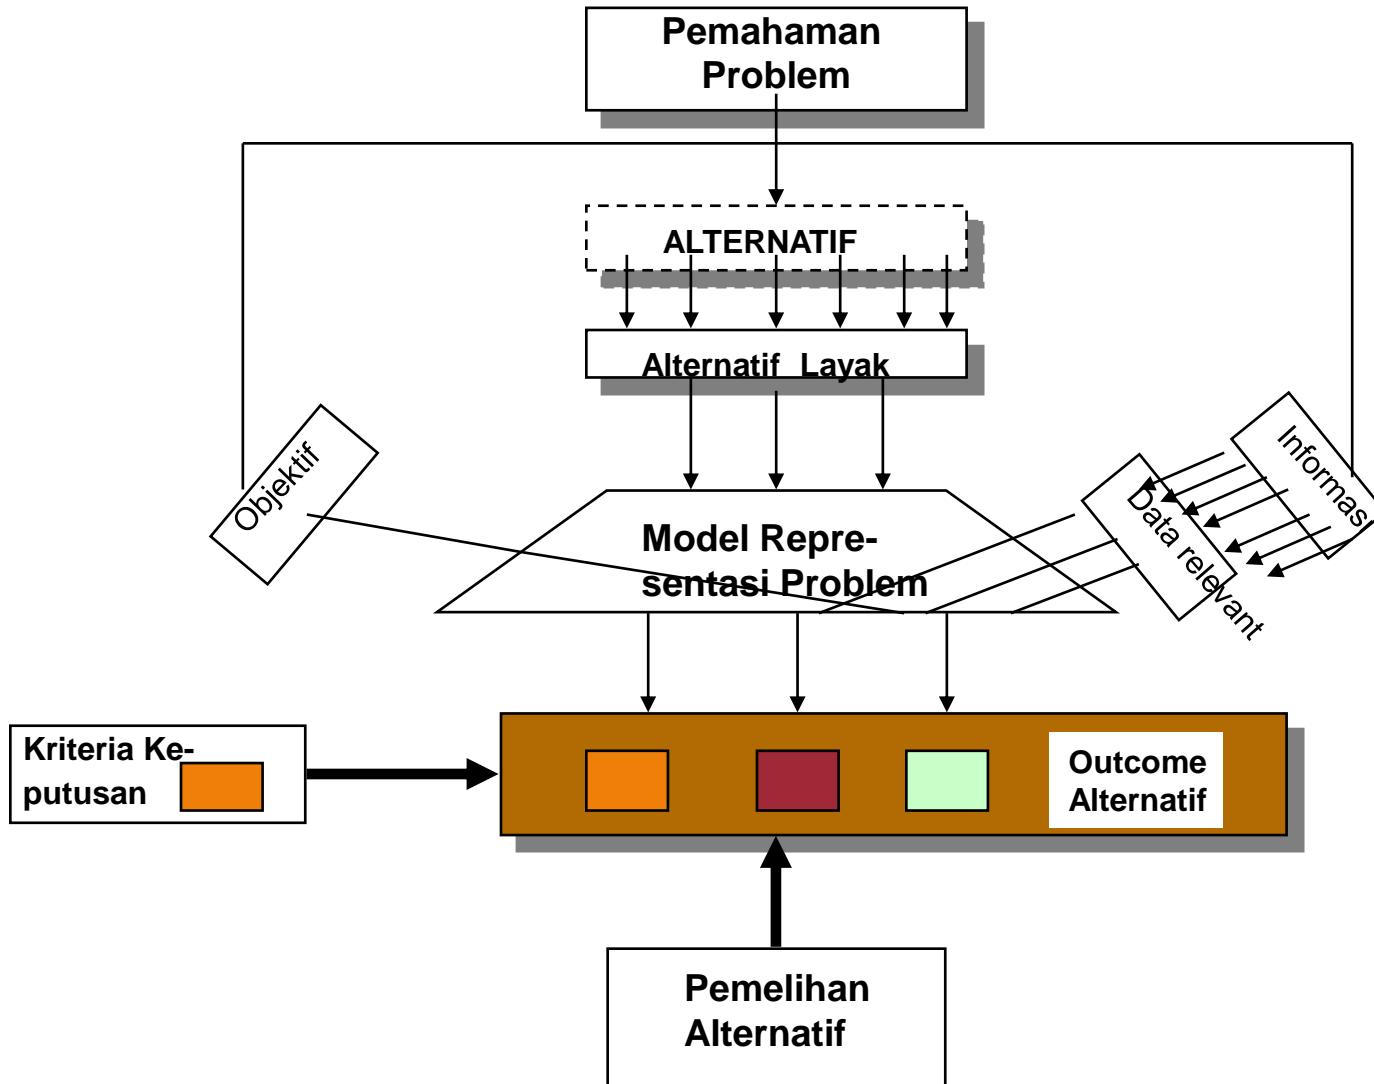 Pemahaman
Problem
ALTERNATIF
Alternatif Layak
Objektif
Informasi
Data relevant
Model Repre-
sentasi Problem
Kriteria Ke-
putusan
Outcome
Alternatif
Pemelihan
Alternatif